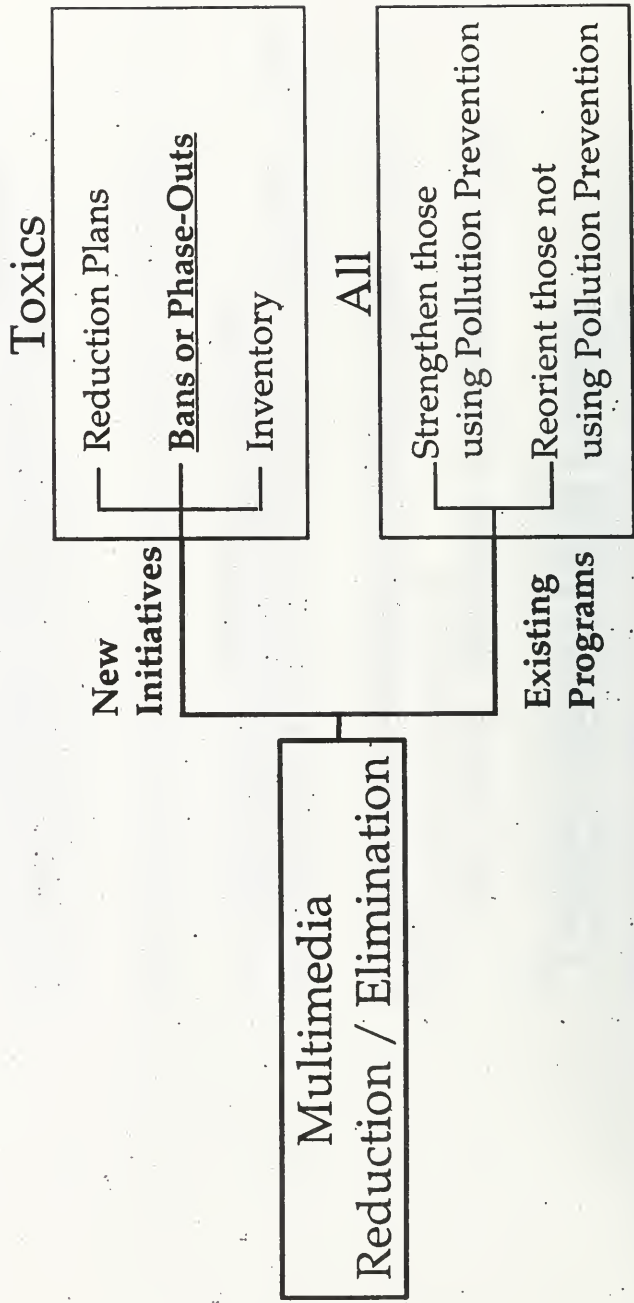 Multimedia
Reduction / Elimination
New
Initiatives
Toxics
Reduction Plans
Bans or Phase-Outs
Inventory
Existing
Programs
All
Strengthen those
using Pollution Prevention
Reorient those not
using Pollution Prevention